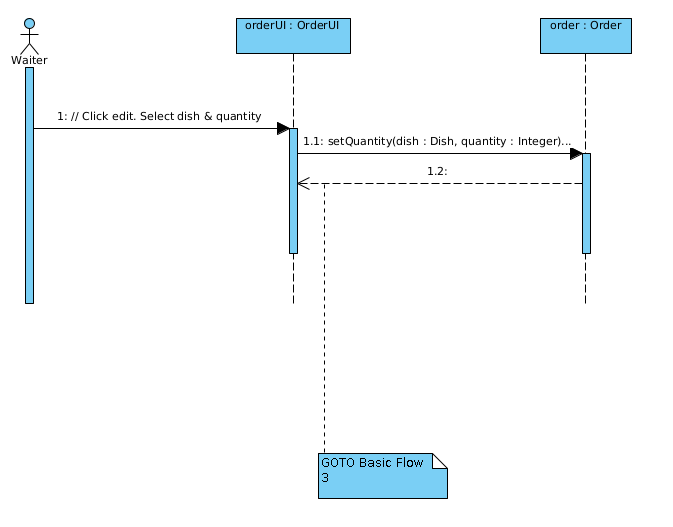 orderUI : OrderUI
order : Order
Waiter
1: // Click edit. Select dish & quantity
1.1: setQuantity(dish : Dish, quantity : Integer)...
1.2:
GOTO Basic Flow
3